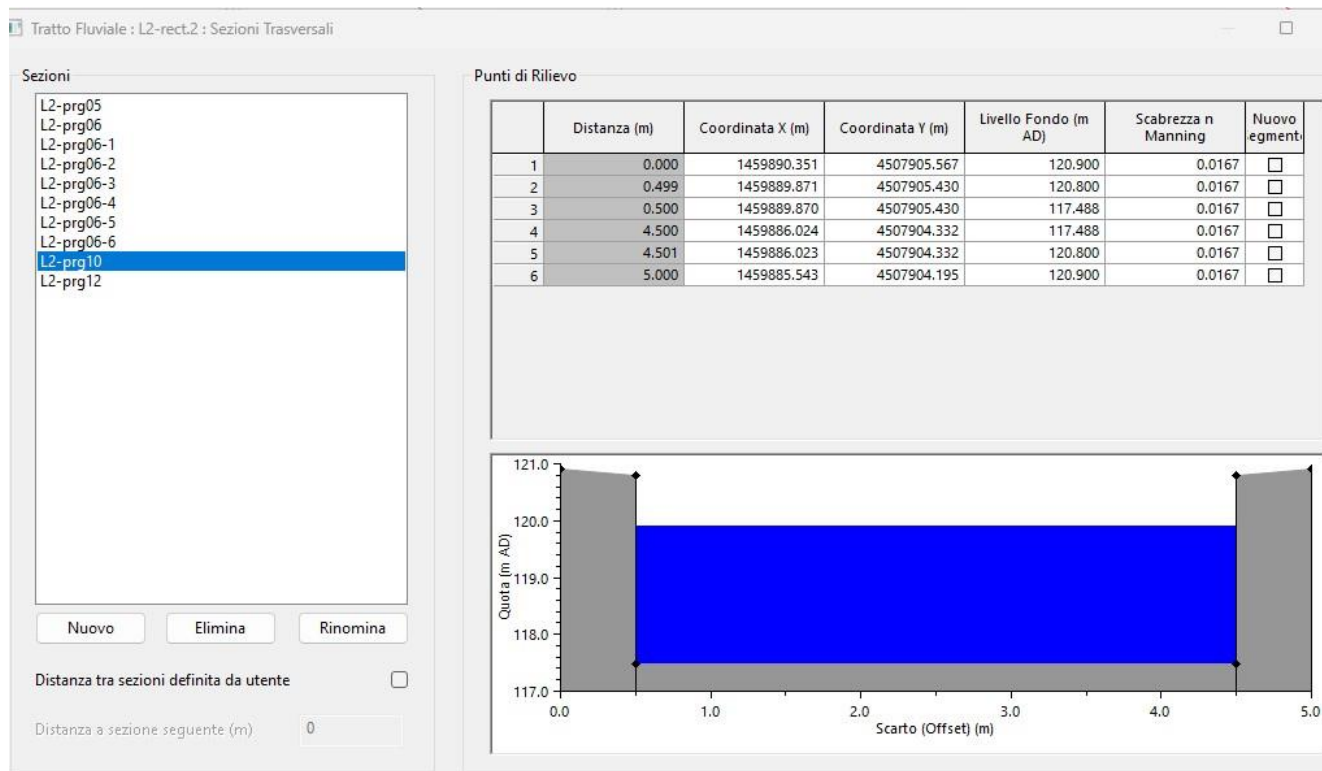 Tratto Fluviale : L2-rect.2 : Sezioni Trasversali
Sezioni
L2-prg05
L2-prg06
L2-prg06-1
L2-prg06-2
L2-prg06-3
L2-prg06-4
L2-prg06-5
L2-prg06-6
L2-prg10
L2-prg12
Nuovo Elimina Rinomina
Distanza tra sezioni definita da utente
Distanza a sezione seguente (m) 0
Punti di Rilievo
Distanza (m) Coordinata X (m) Coordinata Y (m) Livello Fondo (m AD) Scabrezza n Manning Nuovo egment
1 0.000 1459890.351 4507905.567 120.900 0.0167
2 0.499 1459889.871 4507905.430 120.800 0.0167
3 0.500 1459889.870 4507905.430 117.488 0.0167
4 4.500 1459886.024 4507904.332 117.488 0.0167
5 4.501 1459886.023 4507904.332 120.800 0.0167
6 5.000 1459885.543 4507904.195 120.900 0.0167
Quota (m AD)
121.0
120.0
119.0
118.0
117.0
0.0 1.0 2.0 3.0 4.0 5.0
Scarto (Offset) (m)